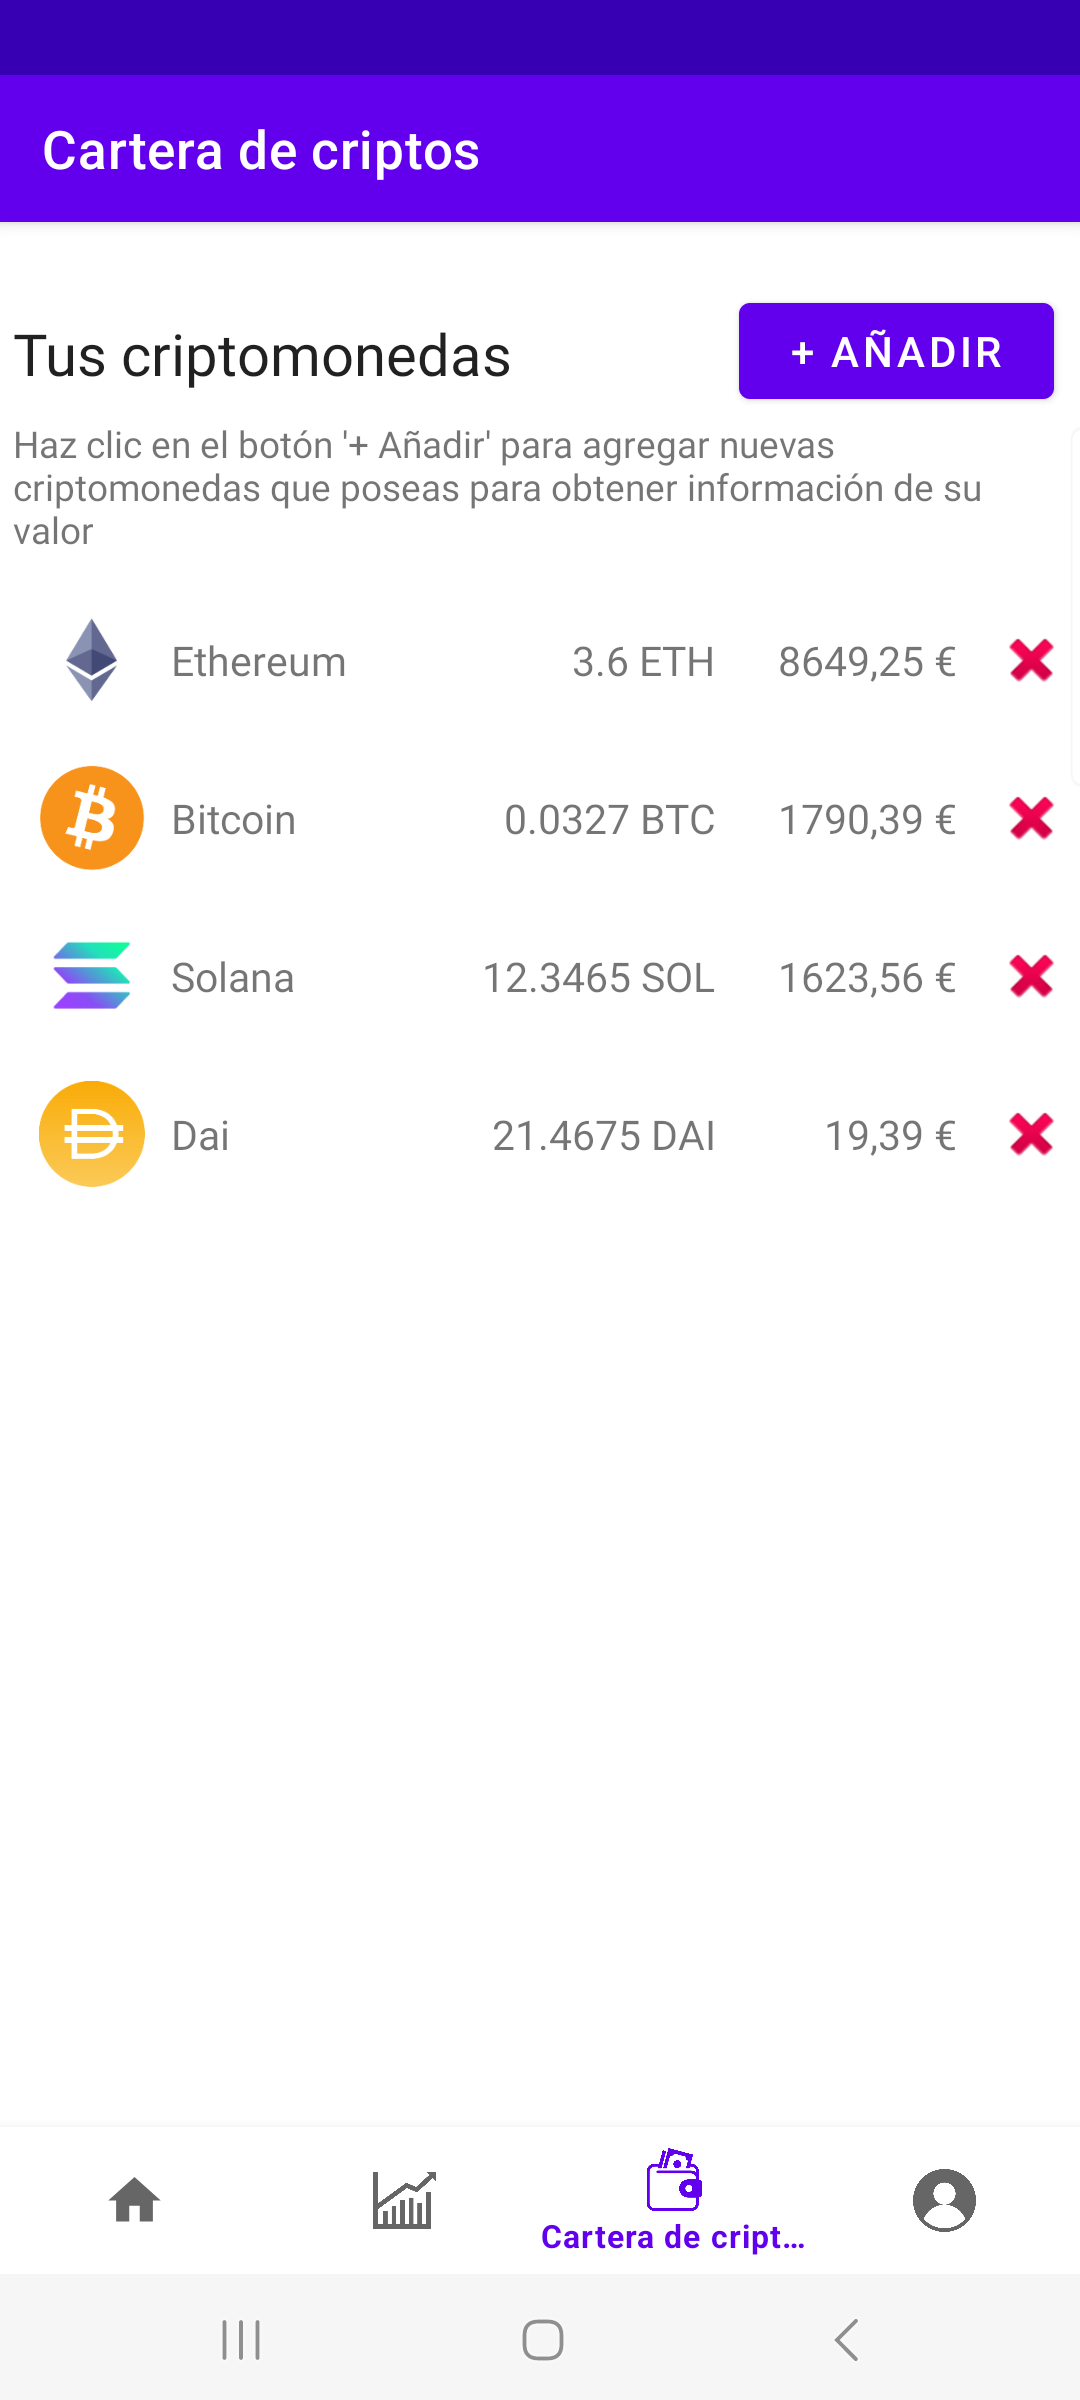 Cartera de criptos
Tus criptomonedas
+ AÑADIR
Haz clic en el botón '+ Añadir' para agregar nuevas
criptomonedas que poseas para obtener información de su
valor
Ethereum 3.6 ETH 8649,25 €
Bitcoin 0.0327 BTC 1790,39 €
Solana 12.3465 SOL 1623,56 €
Dai 21.4675 DAI 19,39 €
Cartera de cript...